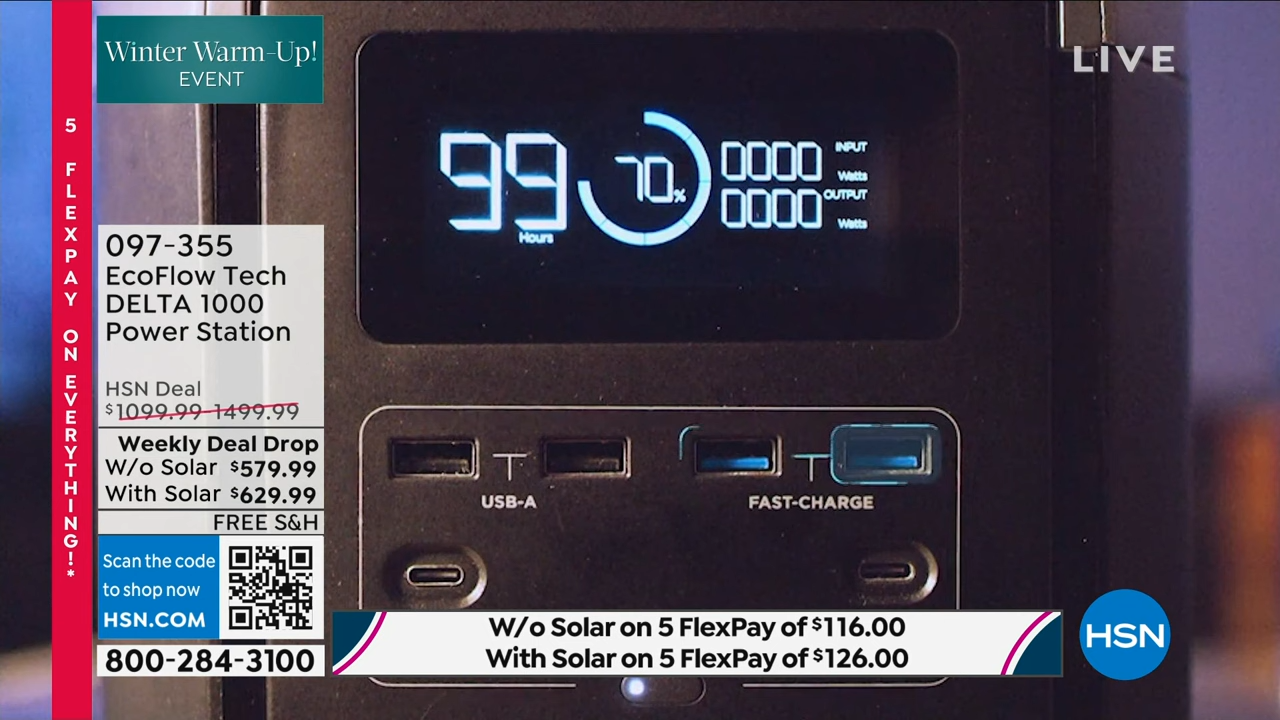 Winter Warm-Up!
EVENT
LIVE
5 FLEXPAY ON EVERYTHING!*
99
Hours
70%
0000 INPUT
Watts
0000 OUTPUT
Watts
097-355
EcoFlow Tech
DELTA 1000
Power Station
HSN Deal
$1099.99-1499.99
Weekly Deal Drop
W/o Solar $579.99
With Solar $629.99
FREE S&H
Scan the code
to shop now
HSN.COM
800-284-3100
USB-A
FAST-CHARGE
W/o Solar on 5 FlexPay of $116.00
With Solar on 5 FlexPay of $126.00
HSN